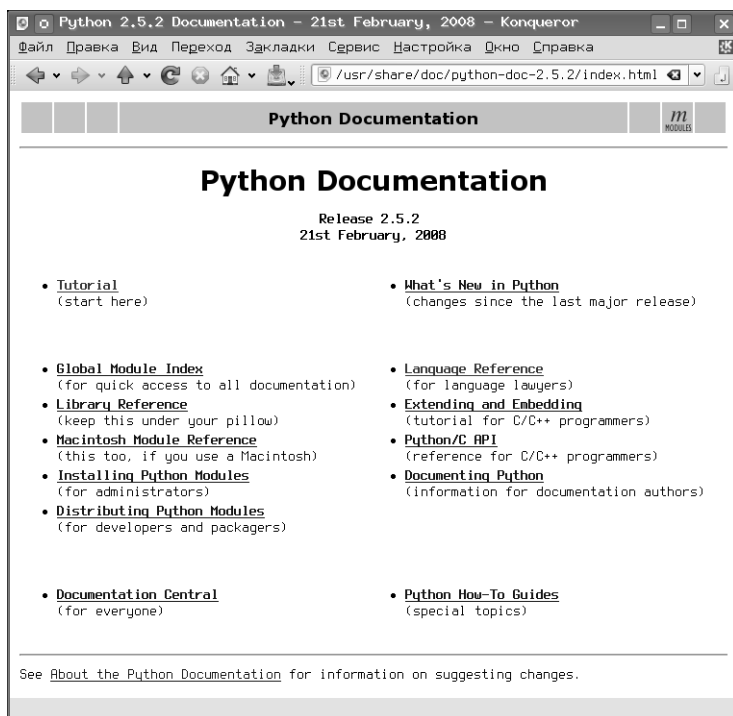 Python 2.5.2 Documentation – 21st February, 2008 – Konqueror
Файл Правка Вид Переход Закладки Сервис Настройка Окно Справка
/usr/share/doc/python-doc-2.5.2/index.html
Python Documentation
m
MODULES
Python Documentation
Release 2.5.2
21st February, 2008
• Tutorial
(start here)
• What's New in Python
(changes since the last major release)
• Global Module Index
(for quick access to all documentation)
• Library Reference
(keep this under your pillow)
• Macintosh Module Reference
(this too, if you use a Macintosh)
• Installing Python Modules
(for administrators)
• Distributing Python Modules
(for developers and packagers)
• Language Reference
(for language lawyers)
• Extending and Embedding
(tutorial for C/C++ programmers)
• Python/C API
(reference for C/C++ programmers)
• Documenting Python
(information for documentation authors)
• Documentation Central
(for everyone)
• Python How-To Guides
(special topics)
See About the Python Documentation for information on suggesting changes.